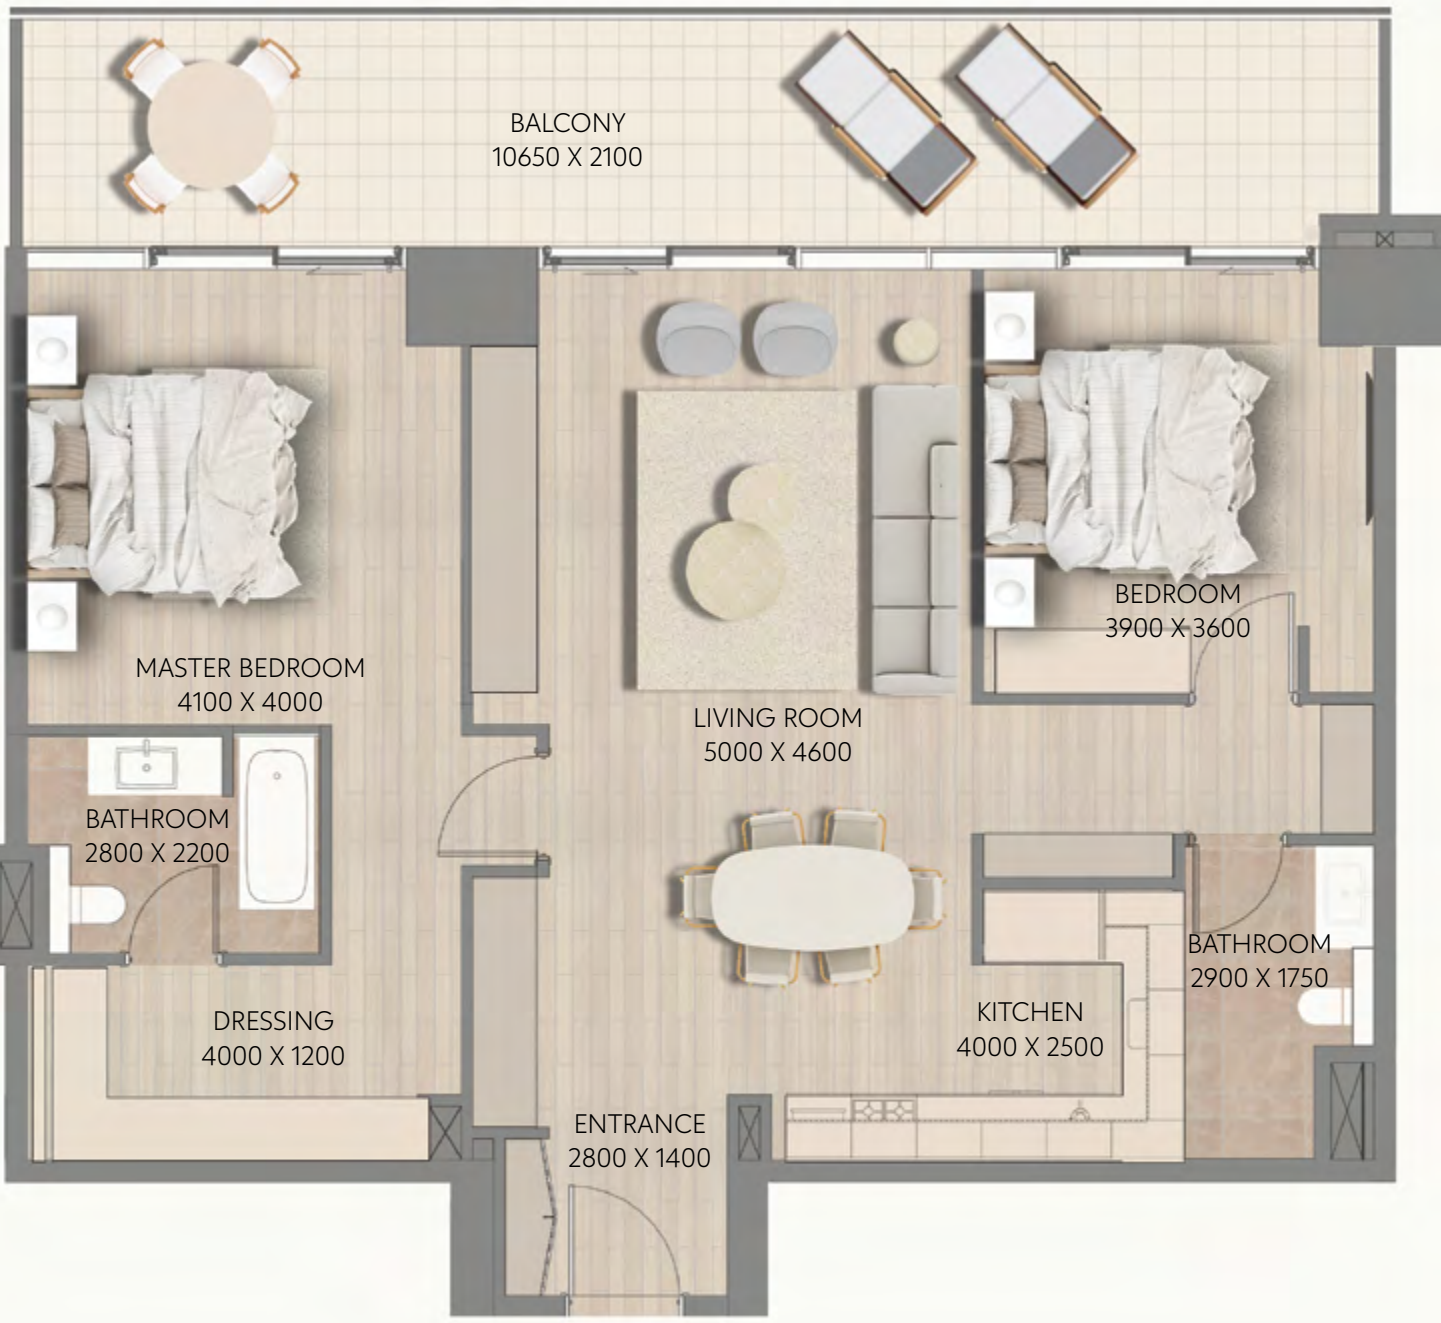 BALCONY
10650 X 2100
MASTER BEDROOM
4100 X 4000
LIVING ROOM
5000 X 4600
BEDROOM
3900 X 3600
BATHROOM
2800 X 2200
BATHROOM
2900 X 1750
DRESSING
4000 X 1200
KITCHEN
4000 X 2500
ENTRANCE
2800 X 1400